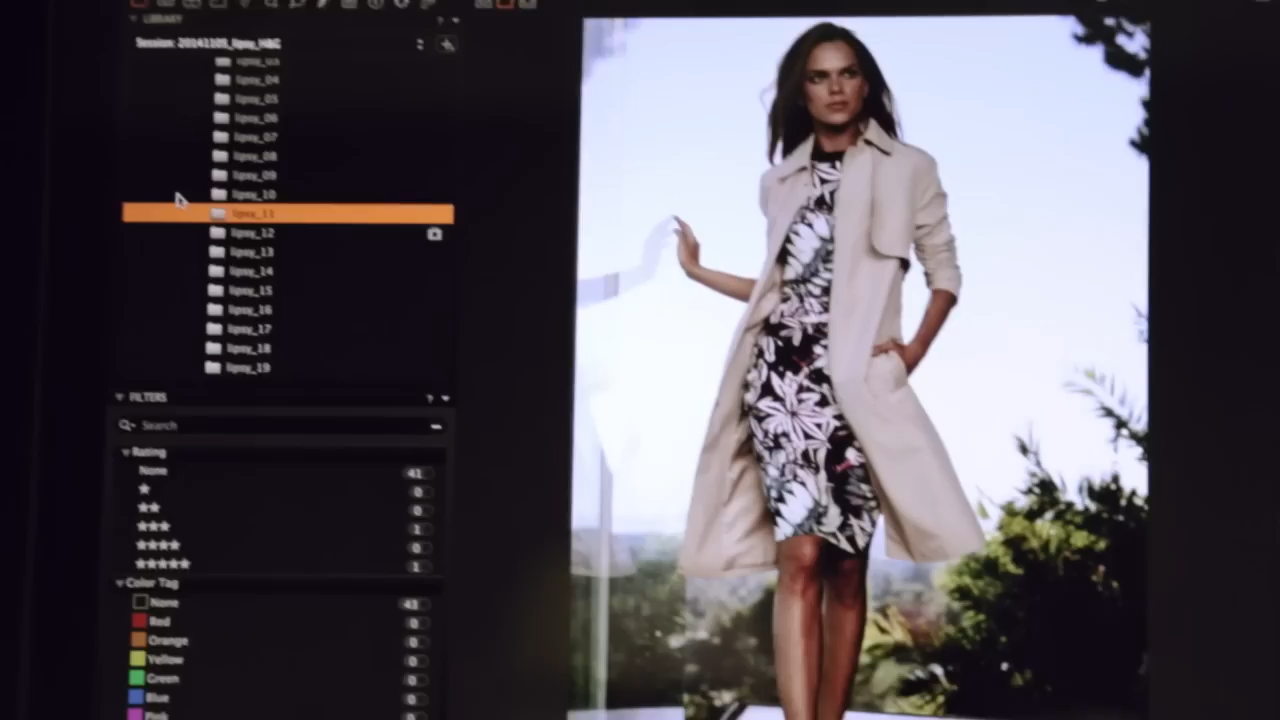 LIBRARY
Session: 20141105_lipsy_H&C
lipsy_03
lipsy_04
lipsy_05
lipsy_06
lipsy_07
lipsy_08
lipsy_09
lipsy_10
lipsy_11
lipsy_12
lipsy_13
lipsy_14
lipsy_15
lipsy_16
lipsy_17
lipsy_18
lipsy_19
FILTERS ?
Search
Rating
None 41
0
0
1
0
1
Color Tag
None 43
Red 0
Orange 0
Yellow 0
Green 0
Blue 0
Pink